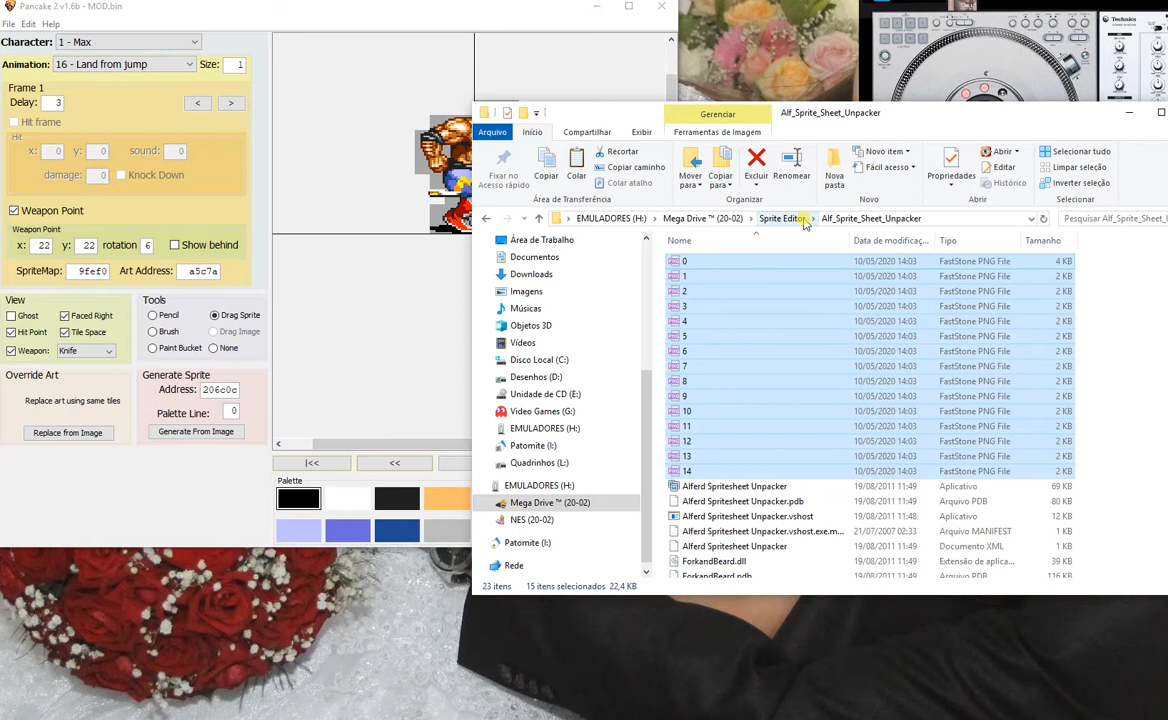 Pancake 2 v1.6b - MOD.bin
File Edit Help
Character: 1 - Max
Animation: 16 - Land from jump Size: 1
Frame 1
Delay: 3 < >
Hit frame
Hit
x: 0 y: 0 sound: 0
damage: 0 Knock Down
Weapon Point
Weapon Point
x: 22 y: 22 rotation 6 Show behind
SpriteMap: 9fef0 Art Address: a5c7a
View
Ghost Faced Right
Hit Point Tile Space
Weapon: Knife
Tools
Pencil Drag Sprite
Brush Drag Image
Paint Bucket None
Override Art
Replace art using same tiles
Replace from Image
Generate Sprite
Address: 206c0c
Palette Line: 0
Generate From Image
|<< <<
Palette
Technics
Gerenciar Alf_Sprite_Sheet_Unpacker
Arquivo Início Compartilhar Exibir Ferramentas de Imagem
Fixar no Acesso rápido
Copiar
Colar
Recortar
Copiar caminho
Colar atalho
Área de Transferência
Mover para
Copiar para
Excluir
Renomear
Organizar
Nova pasta
Novo item
Fácil acesso
Novo
Propriedades
Abrir
Editar
Histórico
Abrir
Selecionar tudo
Limpar seleção
Inverter seleção
Selecionar
EMULADORES (H:) > Mega Drive ™ (20-02) > Sprite Editor > Alf_Sprite_Sheet_Unpacker
Pesquisar Alf_Sprite_Sheet_U
Área de Trabalho
Documentos
Downloads
Imagens
Músicas
Objetos 3D
Vídeos
Disco Local (C:)
Desenhos (D:)
Unidade de CD (E:)
Video Games (G:)
EMULADORES (H:)
Patomite (I:)
Quadrinhos (L:)
EMULADORES (H:)
Mega Drive ™ (20-02)
NES (20-02)
Patomite (I:)
Rede
Nome Data de modificaç... Tipo Tamanho
0 10/05/2020 14:03 FastStone PNG File 4 KB
1 10/05/2020 14:03 FastStone PNG File 2 KB
2 10/05/2020 14:03 FastStone PNG File 2 KB
3 10/05/2020 14:03 FastStone PNG File 2 KB
4 10/05/2020 14:03 FastStone PNG File 2 KB
5 10/05/2020 14:03 FastStone PNG File 2 KB
6 10/05/2020 14:03 FastStone PNG File 2 KB
7 10/05/2020 14:03 FastStone PNG File 2 KB
8 10/05/2020 14:03 FastStone PNG File 2 KB
9 10/05/2020 14:03 FastStone PNG File 2 KB
10 10/05/2020 14:03 FastStone PNG File 2 KB
11 10/05/2020 14:03 FastStone PNG File 2 KB
12 10/05/2020 14:03 FastStone PNG File 2 KB
13 10/05/2020 14:03 FastStone PNG File 2 KB
14 10/05/2020 14:03 FastStone PNG File 2 KB
Alferd Spritesheet Unpacker 19/08/2011 11:49 Aplicativo 69 KB
Alferd Spritesheet Unpacker.pdb 19/08/2011 11:49 Arquivo PDB 80 KB
Alferd Spritesheet Unpacker.vshost 19/08/2011 11:48 Aplicativo 12 KB
Alferd Spritesheet Unpacker.vshost.exe.m... 21/07/2007 02:33 Arquivo MANIFEST 1 KB
Alferd Spritesheet Unpacker 19/08/2011 11:49 Documento XML 1 KB
ForkandBeard.dll 19/08/2011 11:49 Extensão de aplica... 39 KB
ForkandBeard.pdb 19/08/2011 11:49 Arquivo PDB 116 KB
23 itens 15 itens selecionados 22,4 KB